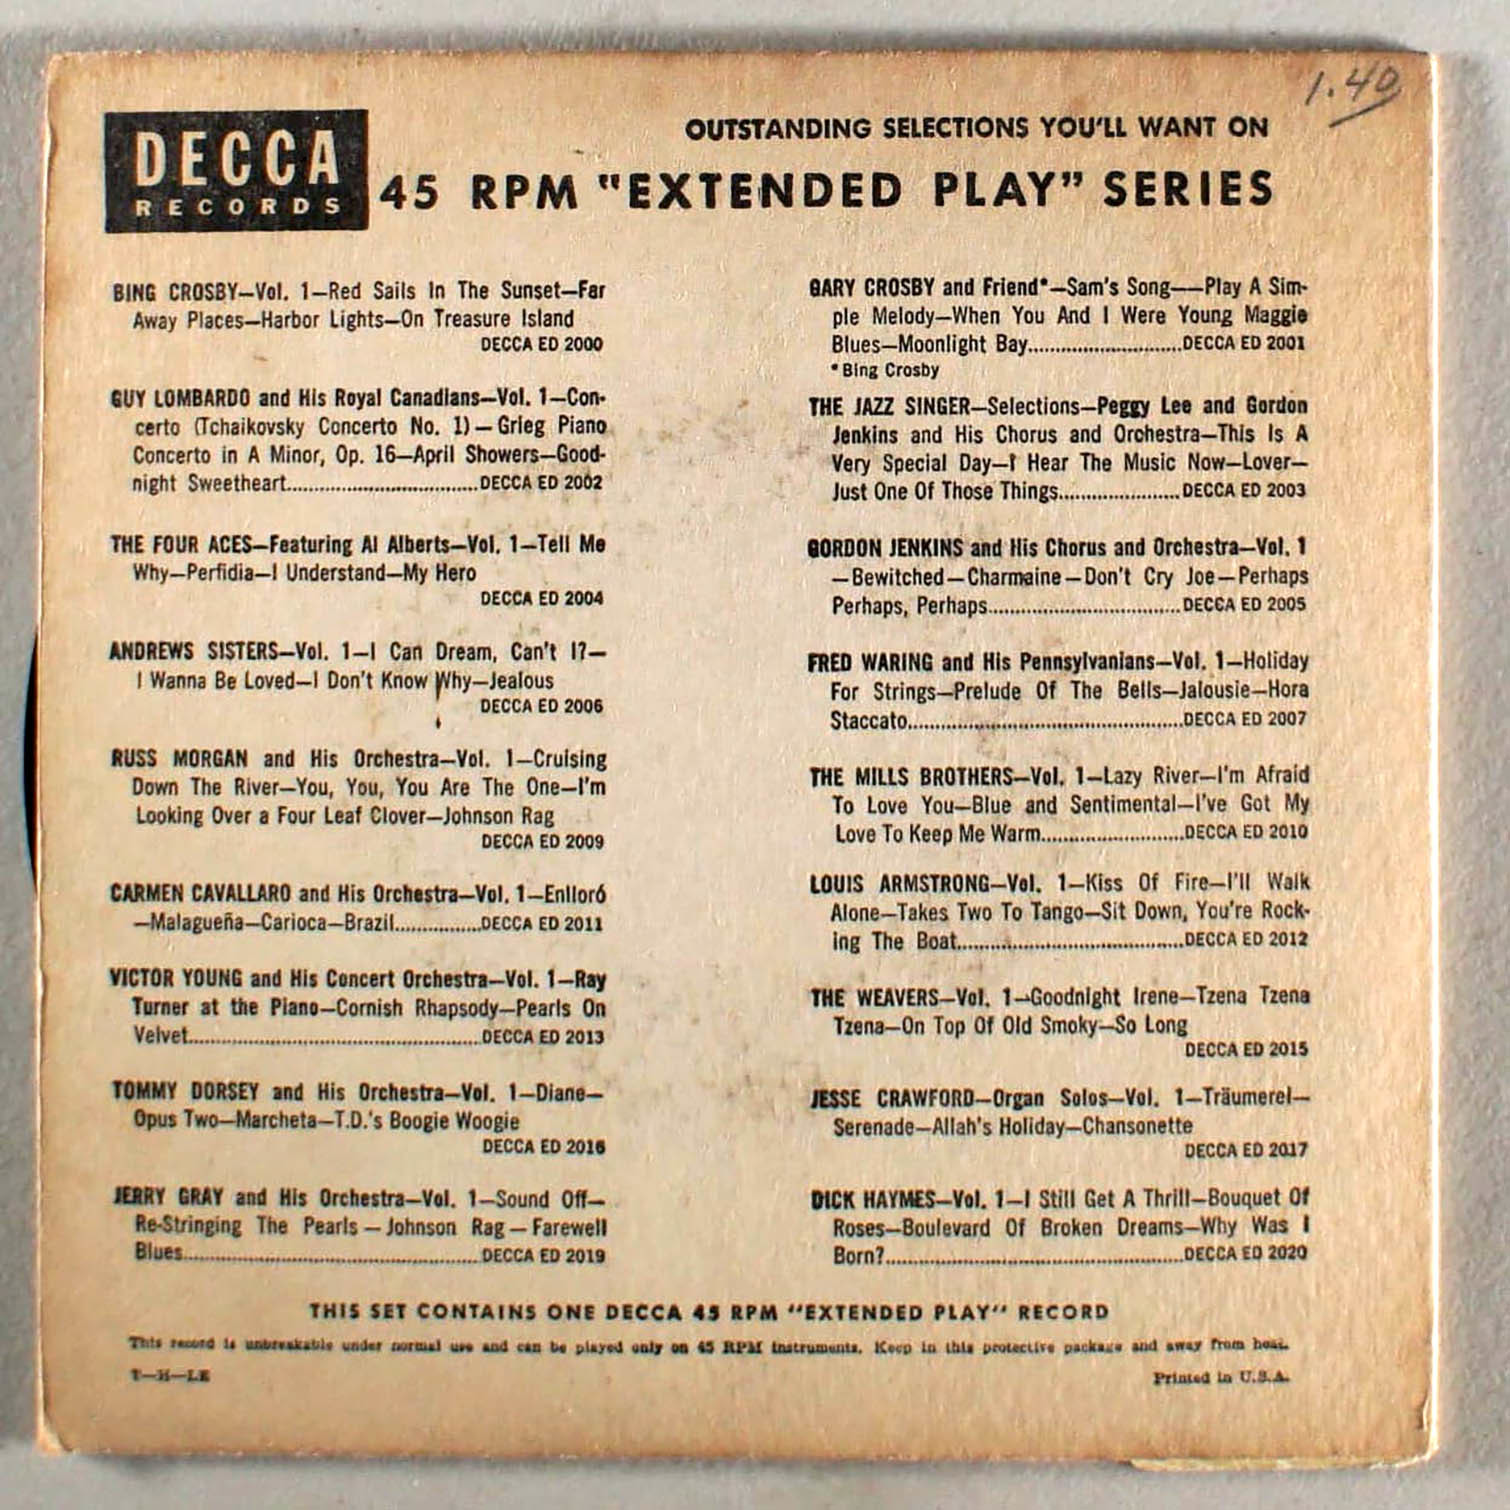 1.40
DECCA
RECORDS
OUTSTANDING SELECTIONS YOU'LL WANT ON
45 RPM "EXTENDED PLAY" SERIES
BING CROSBY—Vol. 1—Red Sails In The Sunset—Far
Away Places—Harbor Lights—On Treasure Island
DECCA ED 2000
GUY LOMBARDO and His Royal Canadians—Vol. 1—Con-
certo (Tchaikovsky Concerto No. 1)—Grieg Piano
Concerto in A Minor, Op. 16—April Showers—Good-
night Sweetheart....................................DECCA ED 2002
THE FOUR ACES—Featuring Al Alberts—Vol. 1—Tell Me
Why—Perfidia—I Understand—My Hero
DECCA ED 2004
ANDREWS SISTERS—Vol. 1—I Can Dream, Can't I?—
I Wanna Be Loved—I Don't Know Why—Jealous
DECCA ED 2006
RUSS MORGAN and His Orchestra—Vol. 1—Cruising
Down The River—You, You, You Are The One—I'm
Looking Over a Four Leaf Clover—Johnson Rag
DECCA ED 2009
CARMEN CAVALLARO and His Orchestra—Vol. 1—Enlloró
—Malagueña—Carioca—Brazil................DECCA ED 2011
VICTOR YOUNG and His Concert Orchestra—Vol. 1—Ray
Turner at the Piano—Cornish Rhapsody—Pearls On
Velvet......................................................DECCA ED 2013
TOMMY DORSEY and His Orchestra—Vol. 1—Diane—
Opus Two—Marcheta—T.D.'s Boogie Woogie
DECCA ED 2016
JERRY GRAY and His Orchestra—Vol. 1—Sound Off—
Re-Stringing The Pearls—Johnson Rag—Farewell
Blues.......................................................DECCA ED 2019
GARY CROSBY and Friend*—Sam's Song——Play A Sim-
ple Melody—When You And I Were Young Maggie
Blues—Moonlight Bay............................DECCA ED 2001
*Bing Crosby
THE JAZZ SINGER—Selections—Peggy Lee and Gordon
Jenkins and His Chorus and Orchestra—This Is A
Very Special Day—I Hear The Music Now—Lover—
Just One Of Those Things......................DECCA ED 2003
GORDON JENKINS and His Chorus and Orchestra—Vol. 1
—Bewitched—Charmaine—Don't Cry Joe—Perhaps
Perhaps, Perhaps...................................DECCA ED 2005
FRED WARING and His Pennsylvanians—Vol. 1—Holiday
For Strings—Prelude Of The Bells—Jalousie—Hora
Staccato..................................................DECCA ED 2007
THE MILLS BROTHERS—Vol. 1—Lazy River—I'm Afraid
To Love You—Blue and Sentimental—I've Got My
Love To Keep Me Warm..........................DECCA ED 2010
LOUIS ARMSTRONG—Vol. 1—Kiss Of Fire—I'll Walk
Alone—Takes Two To Tango—Sit Down, You're Rock-
ing The Boat..........................................DECCA ED 2012
THE WEAVERS—Vol. 1—Goodnight Irene—Tzena Tzena
Tzena—On Top Of Old Smoky—So Long
DECCA ED 2015
JESSE CRAWFORD—Organ Solos—Vol. 1—Träumerei—
Serenade—Allah's Holiday—Chansonette
DECCA ED 2017
DICK HAYMES—Vol. 1—I Still Get A Thrill—Bouquet Of
Roses—Boulevard Of Broken Dreams—Why Was I
Born?......................................................DECCA ED 2020
THIS SET CONTAINS ONE DECCA 45 RPM "EXTENDED PLAY" RECORD
This record is unbreakable under normal use and can be played only on 45 RPM instruments. Keep in this protective package and away from heat.
T—H—LE
Printed in U.S.A.